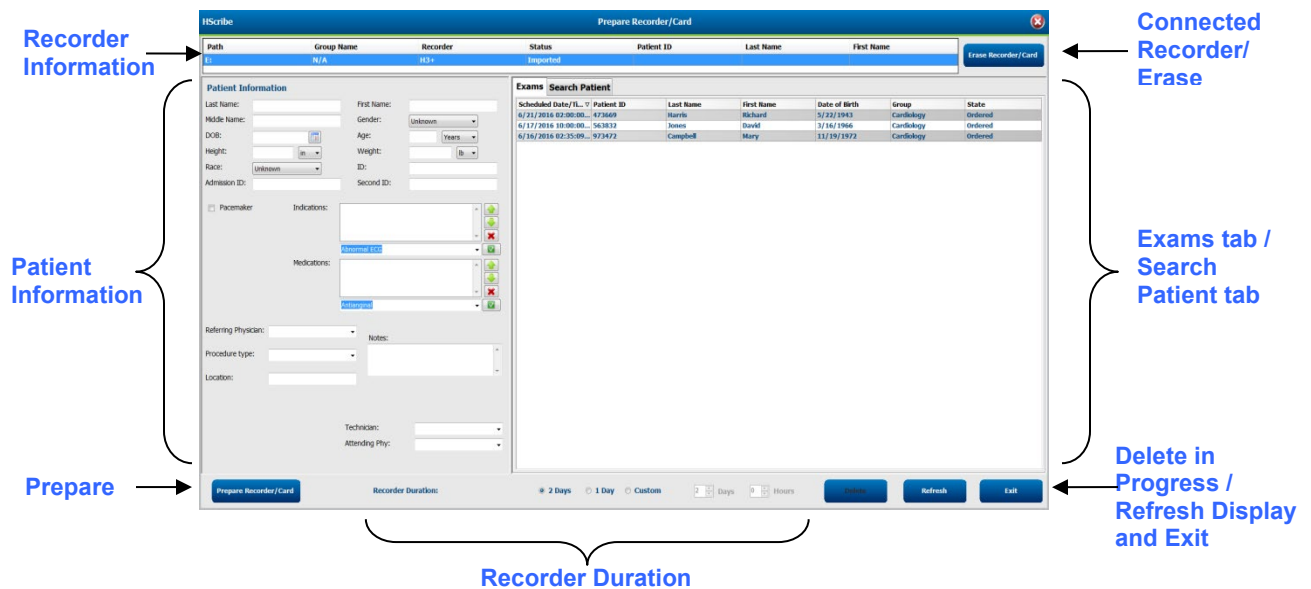 HScribe Prepare Recorder/Card
Recorder
Information
Path Group Name Recorder Status Patient ID Last Name First Name
E: N/A H3+ Imported
Erase Recorder/Card
Connected
Recorder/
Erase
Patient Information
Last Name: First Name:
Middle Name: Gender: Unknown
DOB: Age: Years
Height: in Weight: lb
Race: Unknown ID:
Admission ID: Second ID:
Pacemaker Indications:
Abnormal ECG
Medications:
Antianginal
Referring Physician:
Notes:
Procedure type:
Location:
Technician:
Attending Phy:
Patient
Information
Exams Search Patient
Scheduled Date/Ti... Patient ID Last Name First Name Date of Birth Group State
6/21/2016 02:00:00... 473669 Harris Richard 5/22/1943 Cardiology Ordered
6/17/2016 10:00:00... 563832 Jones David 3/16/1966 Cardiology Ordered
6/16/2016 02:35:09... 973472 Campbell Mary 11/19/1972 Cardiology Ordered
Exams tab /
Search
Patient tab
Prepare
Prepare Recorder/Card Recorder Duration: 2 Days 1 Day Custom 2 Days 0 Hours Delete Refresh Exit
Delete in
Progress /
Refresh Display
and Exit
Recorder Duration